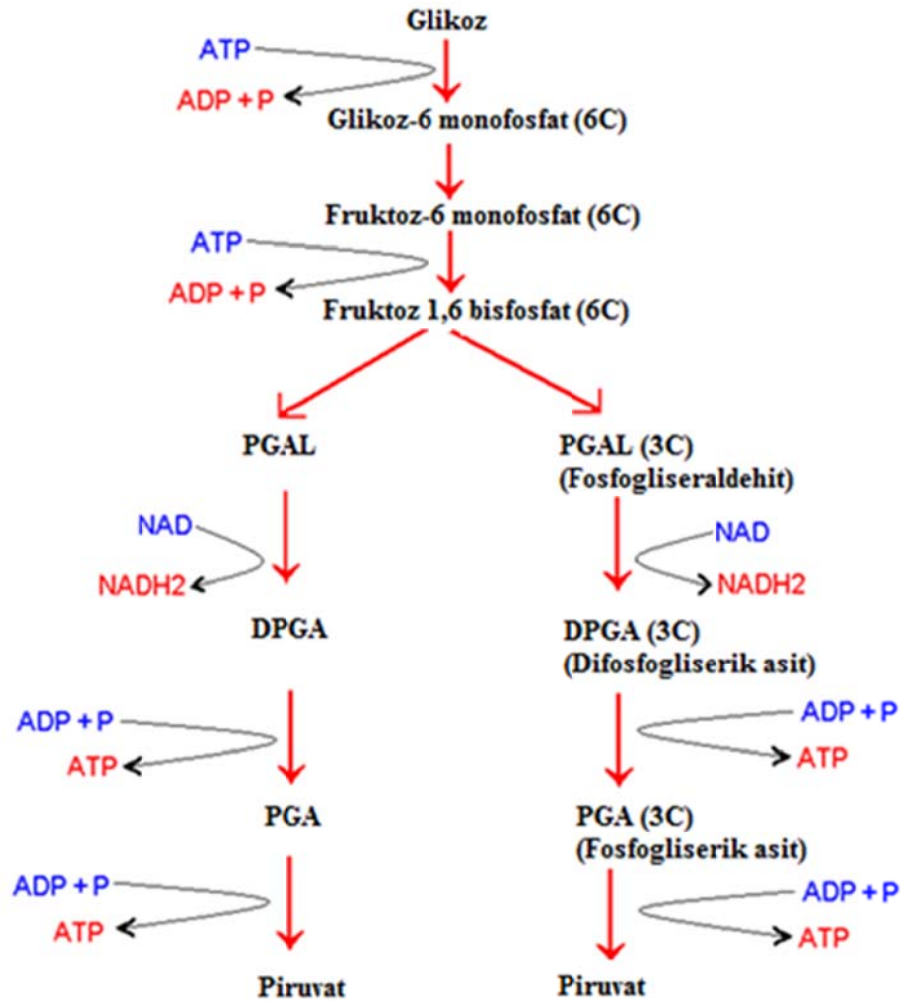 Glikoz
ATP
ADP + P
Glikoz-6 monofosfat (6C)
Fruktoz-6 monofosfat (6C)
ATP
ADP + P
Fruktoz 1,6 bisfosfat (6C)
PGAL
PGAL (3C)
(Fosfogliseraldehit)
NAD
NAD
NADH2
NADH2
DPGA
DPGA (3C)
(Difosfogliserik asit)
ADP + P
ADP + P
ATP
ATP
PGA
PGA (3C)
(Fosfogliserik asit)
ADP + P
ADP + P
ATP
ATP
Piruvat
Piruvat